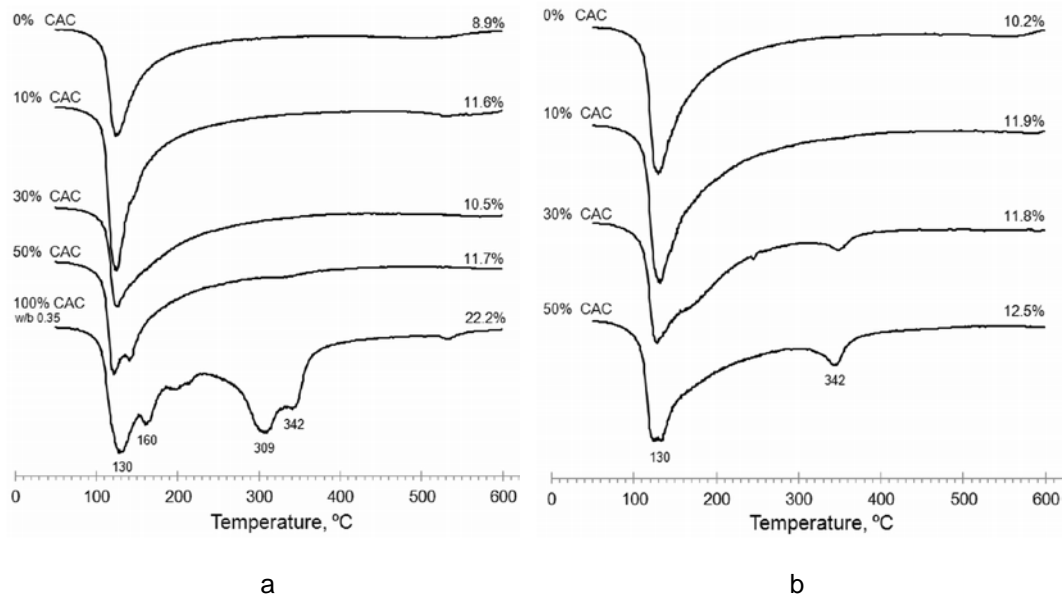 0% CAC
8.9%
10% CAC
11.6%
30% CAC
10.5%
50% CAC
11.7%
100% CAC
w/b 0.35
22.2%
160
309
342
130
0 100 200 300 400 500 600
Temperature, ºC
a
0% CAC
10.2%
10% CAC
11.9%
30% CAC
11.8%
50% CAC
12.5%
342
130
0 100 200 300 400 500 600
Temperature, ºC
b